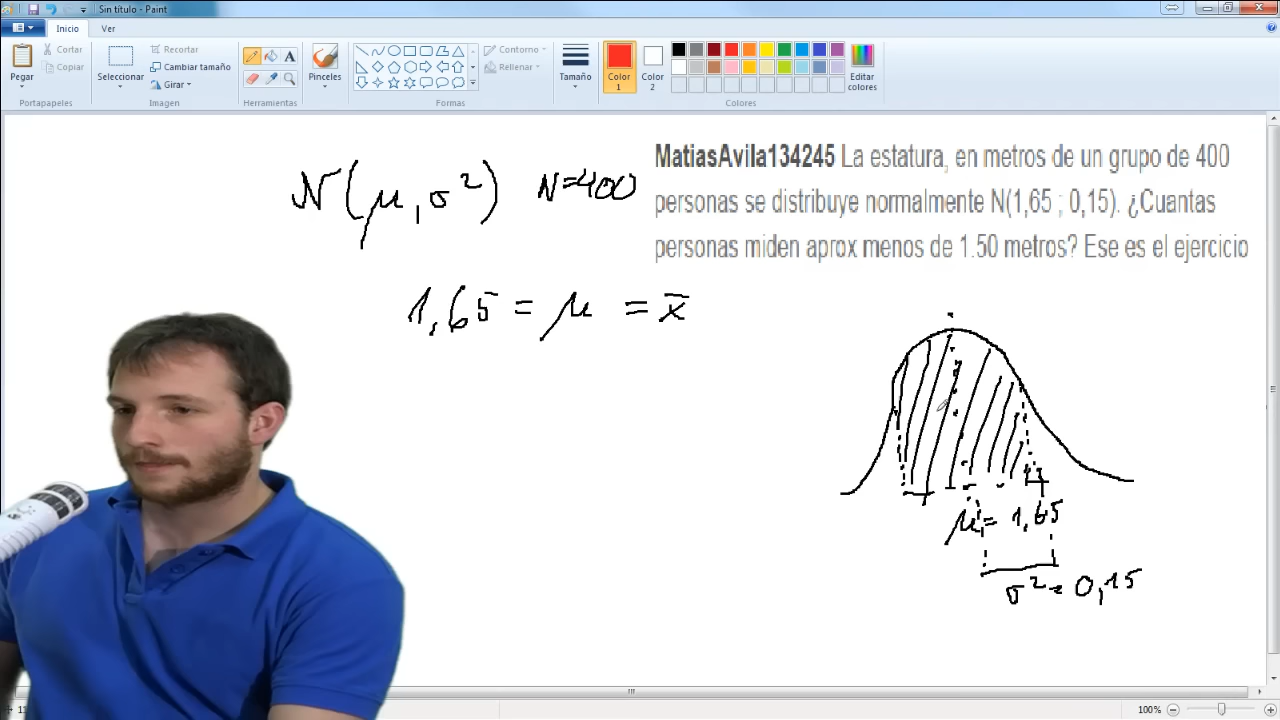 Sin título - Paint
Inicio
Ver
Pegar
Cortar
Copiar
Portapapeles
Seleccionar
Recortar
Cambiar tamaño
Girar
Imagen
A
Herramientas
Pinceles
Contorno
Rellenar
Formas
Tamaño
Color 1
Color 2
Editar colores
Colores
N(μ, σ²) N=400
MatiasAvila134245 La estatura, en metros de un grupo de 400
personas se distribuye normalmente N(1,65 ; 0,15). ¿Cuantas
personas miden aprox menos de 1.50 metros? Ese es el ejercicio
1,65 = μ = x̄
μ = 1,65
σ² = 0,15
100%